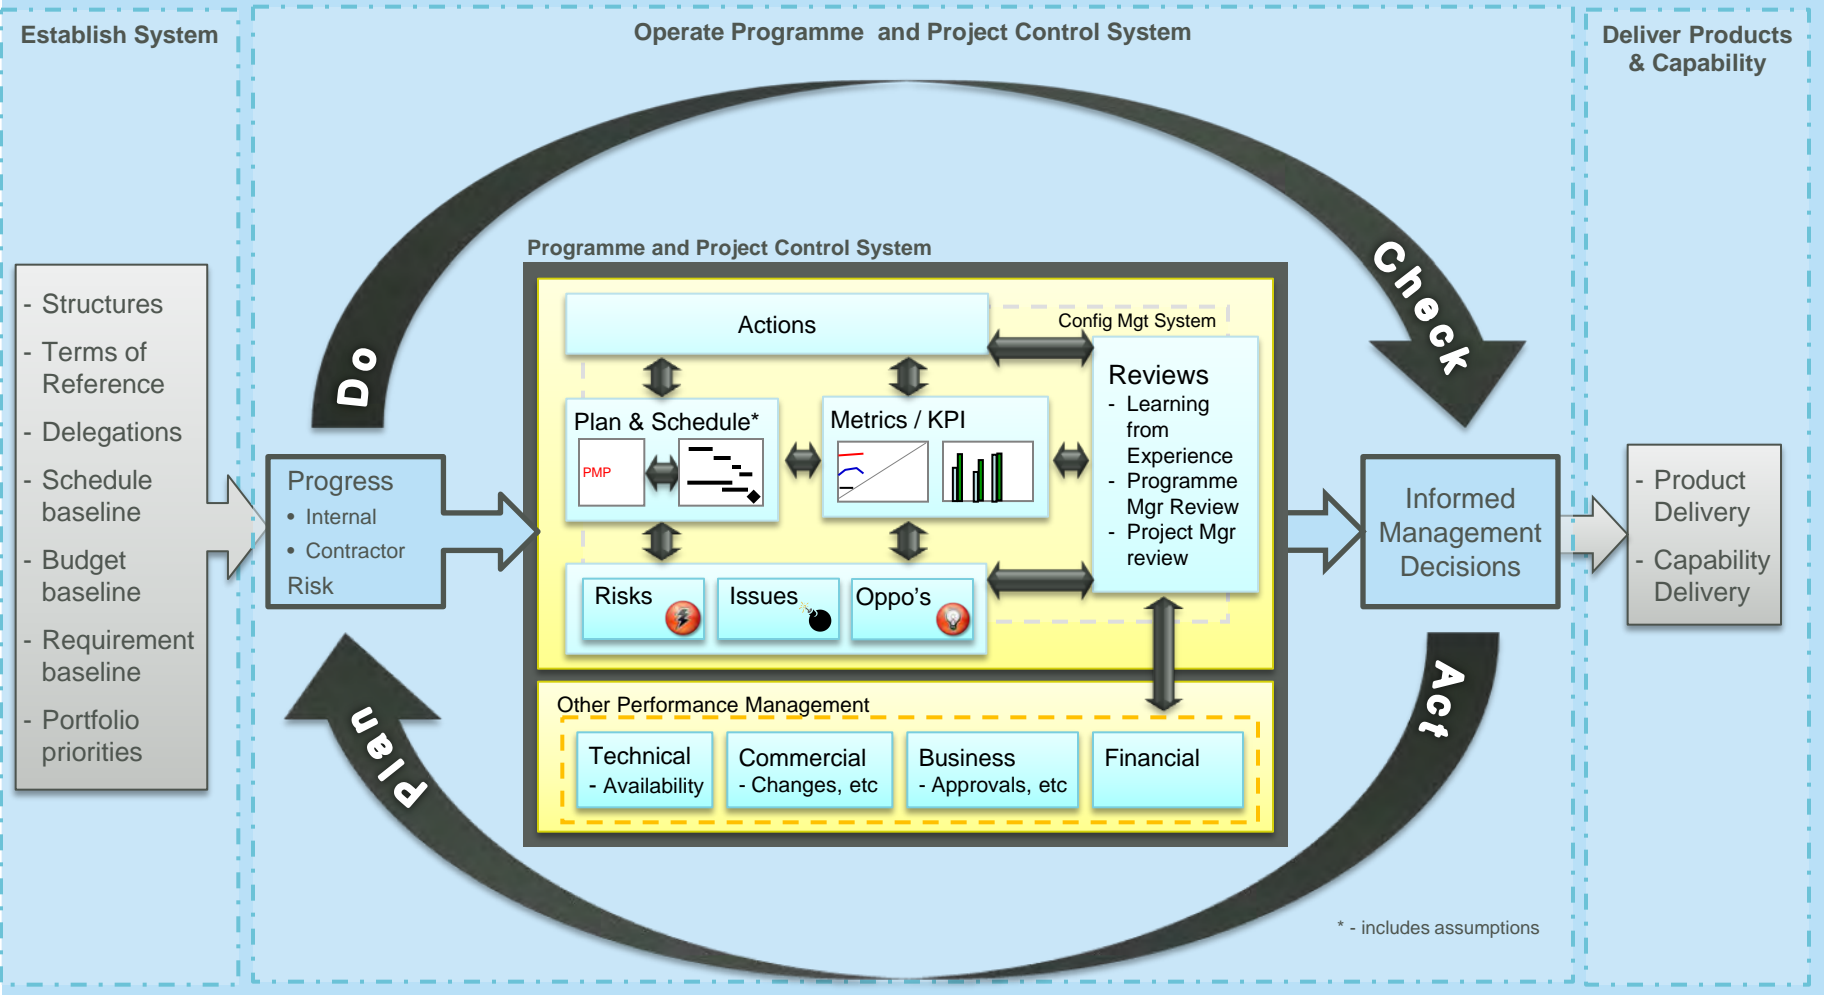 Establish System
Operate Programme  and Project Control System
Deliver Products
& Capability
- Structures
- Terms of
Reference
- Delegations
- Schedule
baseline
- Budget
baseline
- Requirement
baseline
- Portfolio
priorities
Do
Check
Act
Plan
Progress
• Internal
• Contractor
Risk
Programme and Project Control System
Actions
Config Mgt System
Plan & Schedule*
PMP
Metrics / KPI
Reviews
- Learning
from
Experience
- Programme
Mgr Review
- Project Mgr
review
Risks
Issues
Oppo's
Other Performance Management
Technical
- Availability
Commercial
- Changes, etc
Business
- Approvals, etc
Financial
Informed
Management
Decisions
- Product
Delivery
- Capability
Delivery
* - includes assumptions